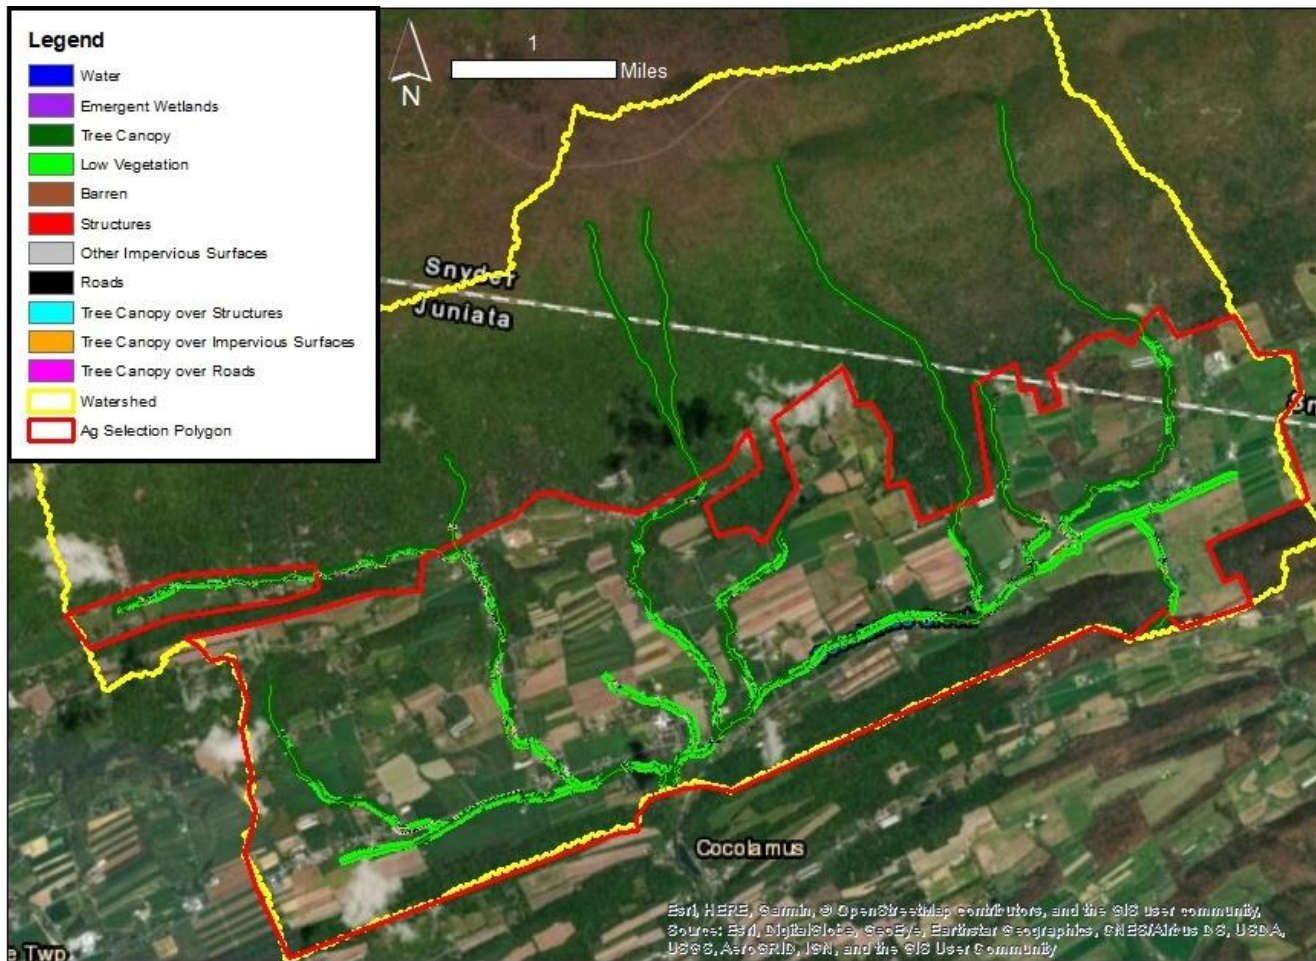 Legend
Water
Emergent Wetlands
Tree Canopy
Low Vegetation
Barren
Structures
Other Impervious Surfaces
Roads
Tree Canopy over Structures
Tree Canopy over Impervious Surfaces
Tree Canopy over Roads
Watershed
Ag Selection Polygon
1
Miles
N
Snyder
Juniata
Sn
Cocolamus
Esri, HERE, Garmin, © OpenStreetMap contributors, and the GIS user community,
Source: Esri, DigitalGlobe, GeoEye, Earthstar Geographics, CNES/Airbus DS, USDA,
USGS, AeroGRID, IGN, and the GIS User Community
e Twp